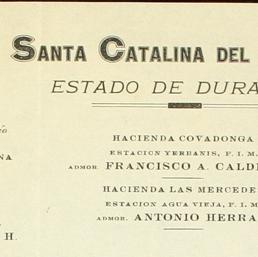 SANTA CATALINA DEL
ESTADO DE DURA
HACIENDA COVADONGA
ESTACION YERBANIS, F. I. M.
ADMOR. FRANCISCO A. CALDE
HACIENDA LAS MERCEDE
ESTACION AGUA VIEJA, F. I. M
ADMOR. ANTONIO HERRA
NA
H.